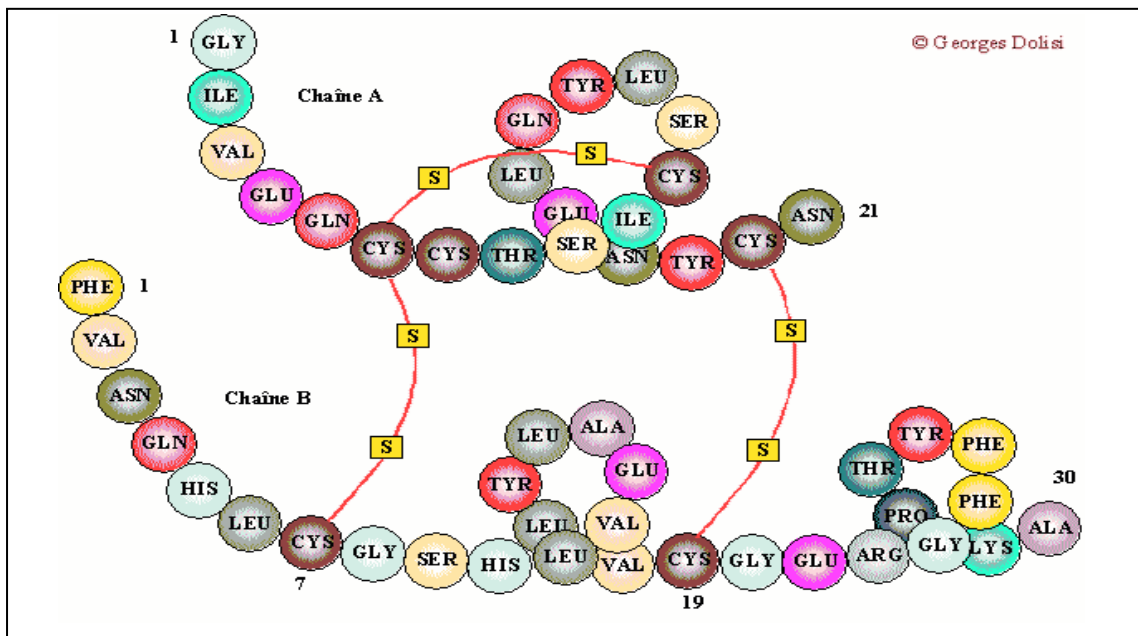 © Georges Dolisi
Chaîne A
1
GLY
ILE
VAL
GLU
GLN
CYS
CYS
THR
SER
ILE
CYS
SER
LEU
TYR
GLN
LEU
GLU
ASN
TYR
CYS
ASN
21
S
S
S
S
S
S
Chaîne B
1
PHE
VAL
ASN
GLN
HIS
LEU
CYS
7
GLY
SER
HIS
LEU
VAL
GLU
ALA
LEU
TYR
LEU
VAL
CYS
19
GLY
GLU
ARG
GLY
PHE
PHE
TYR
THR
PRO
LYS
ALA
30